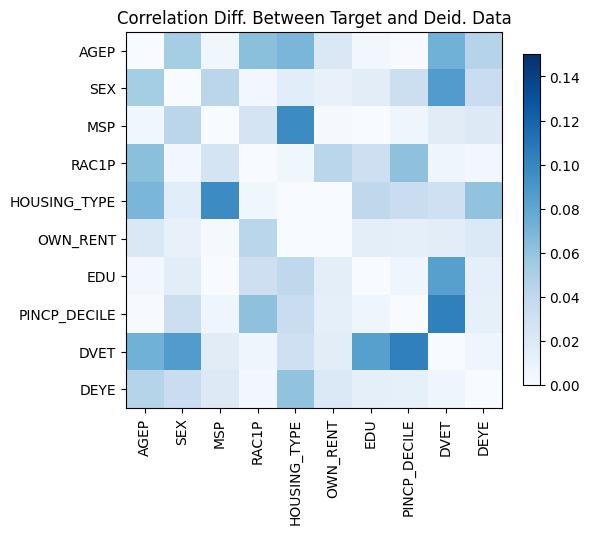 Correlation Diff. Between Target and Deid. Data
AGEP
SEX
MSP
RAC1P
HOUSING_TYPE
OWN_RENT
EDU
PINCP_DECILE
DVET
DEYE
AGEP
SEX
MSP
RAC1P
HOUSING_TYPE
OWN_RENT
EDU
PINCP_DECILE
DVET
DEYE
0.14
0.12
0.10
0.08
0.06
0.04
0.02
0.00